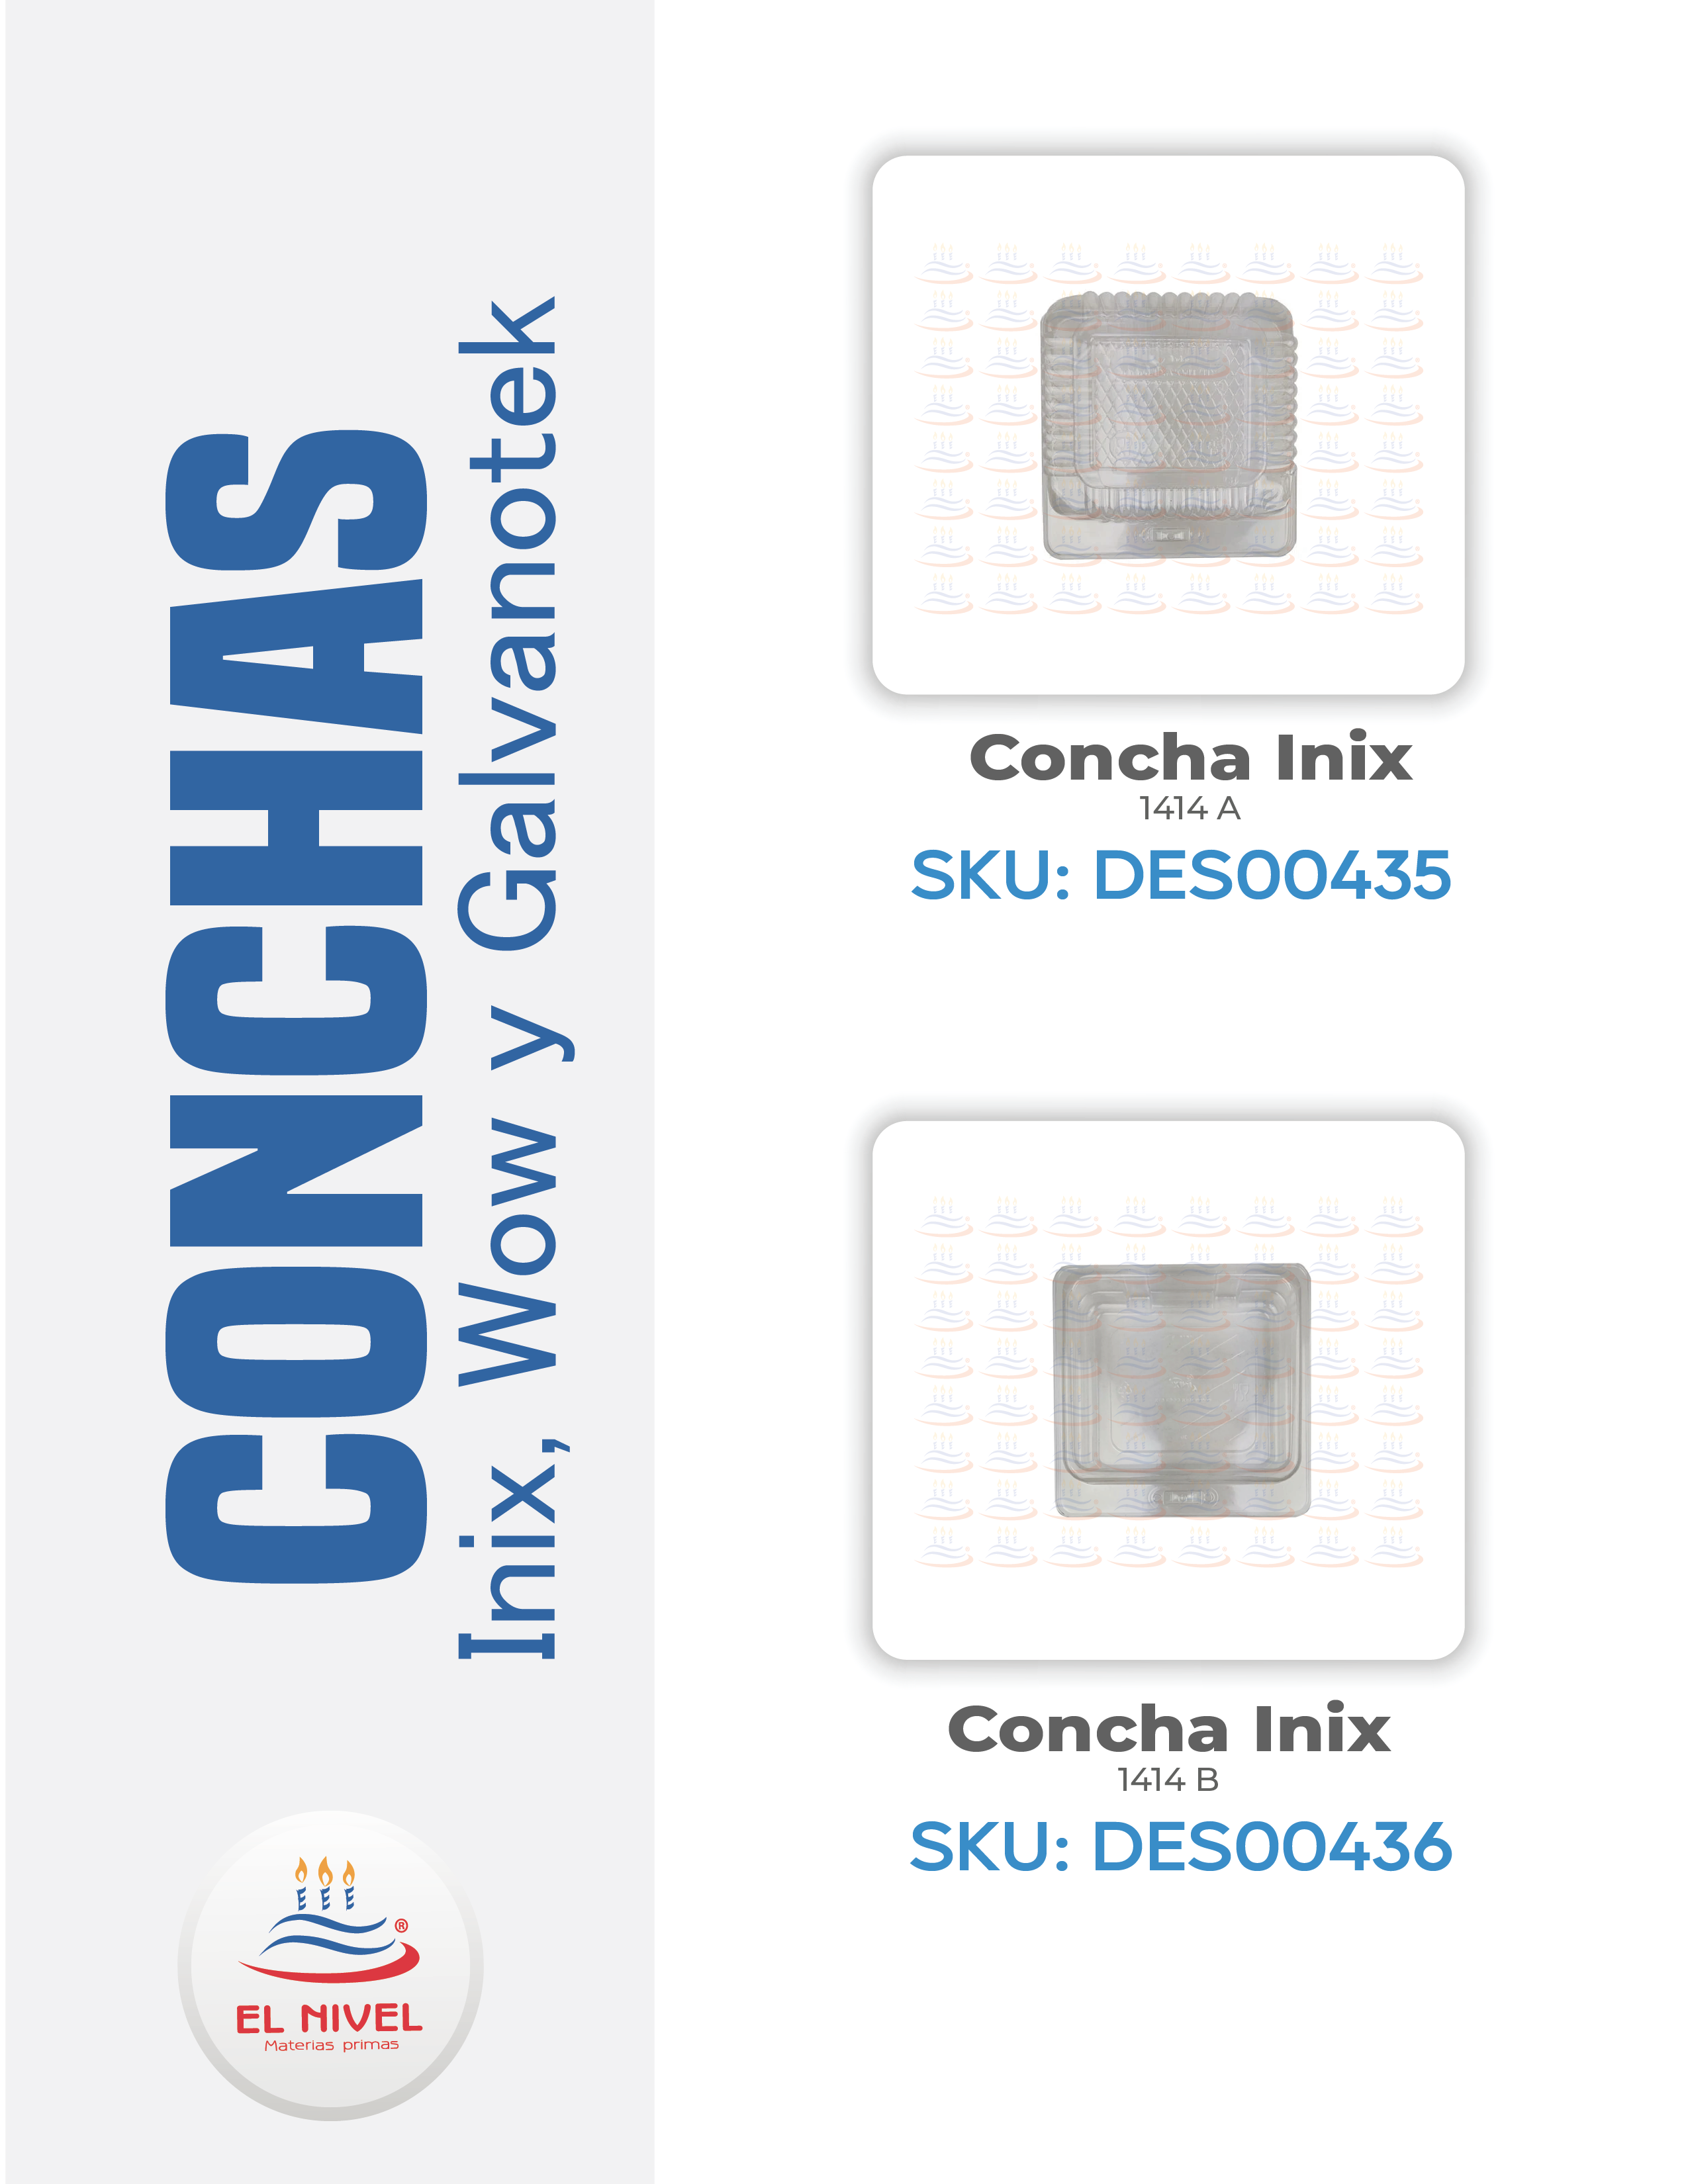 CONCHAS
Inix, Wow y Galvanotek
Concha Inix
1414 A
SKU: DES00435
Concha Inix
1414 B
SKU: DES00436
®
EL NIVEL
Materias primas